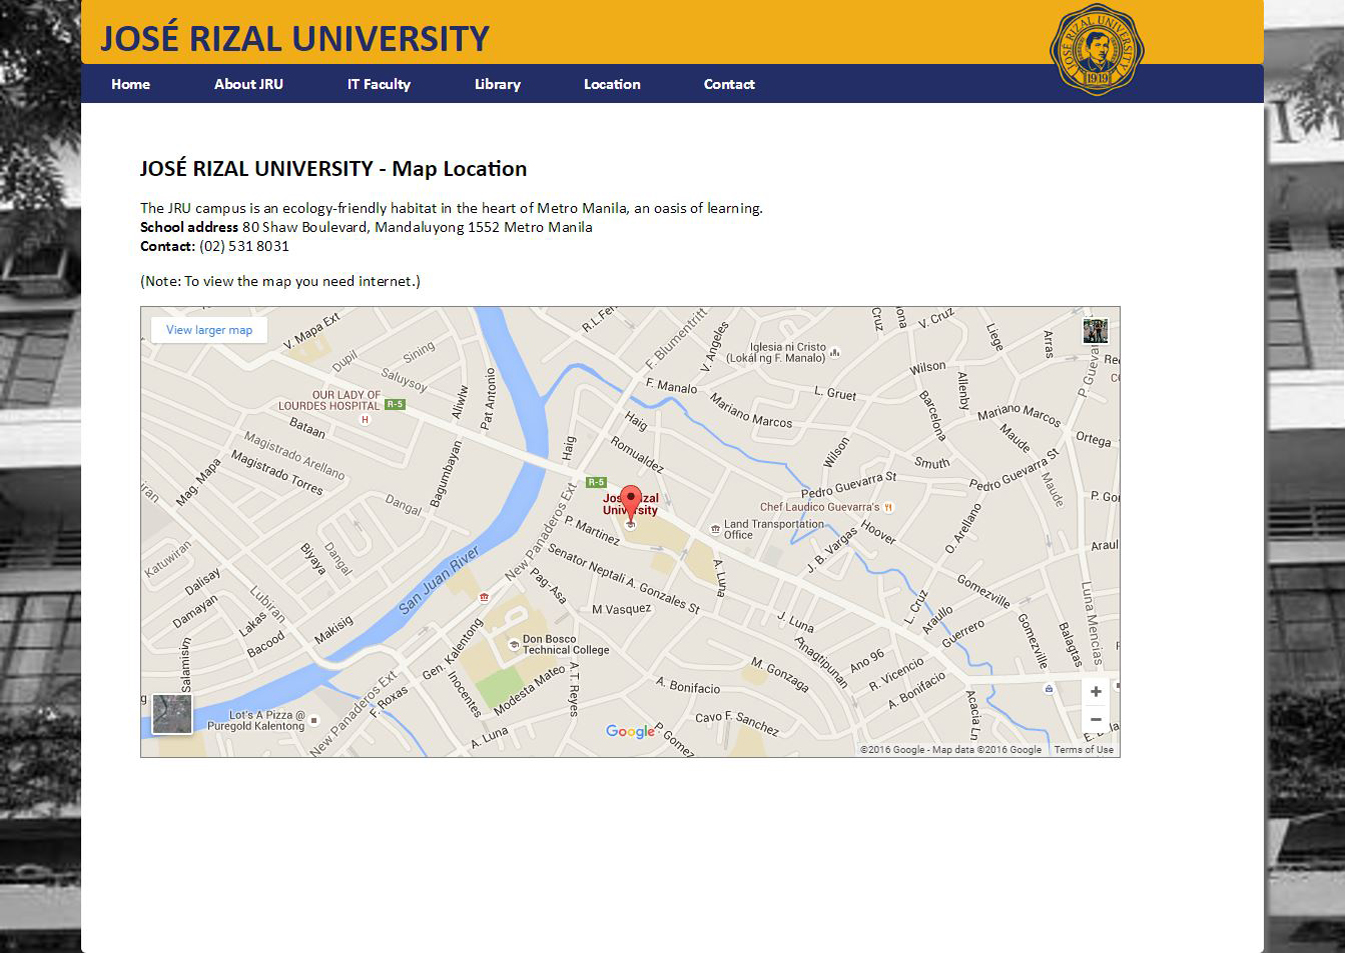 JOSÉ RIZAL UNIVERSITY
JOSÉ RIZAL UNIVERSITY
1919
Home About JRU IT Faculty Library Location Contact
JOSÉ RIZAL UNIVERSITY - Map Location
The JRU campus is an ecology-friendly habitat in the heart of Metro Manila, an oasis of learning.
School address 80 Shaw Boulevard, Mandaluyong 1552 Metro Manila
Contact: (02) 531 8031
(Note: To view the map you need internet.)
View larger map
V. Mapa Ext
R.L.Fer
F. Blumentritt
V. Angeles
Cruz
V. Cruz
Liege
Arras
P. Gueva
Dupil
Sining
Saluysoy
Iglesia ni Cristo
(Lokál ng F. Manalo)
Wilson
Allenby
OUR LADY OF
LOURDES HOSPITAL
H
R-5
Aliwlw
Pat Antonio
F. Manalo
Mariano Marcos
L. Gruet
Barcelona
Mariano Marcos
Maude
Ortega
Bataan
Magistrado Arellano
Magistrado Torres
Mag. Mapa
Bagumbayan
Haig
Haig
Romualdez
Wilson
Smuth
Pedro Guevarra St
Pedro Guevarra St
Maude
P. Gor
R-5
José Rizal
University
Dangal
Chef Laudico Guevarra's
Land Transportation
Office
P. Martinez
New Panaderos Ext
J. B. Vargas
Hoover
O. Arellano
Araul
Katuwiran
Biyaya
Dangal
San Juan River
Senator Neptali A. Gonzales St
A. Luna
Pag-Asa
Dalisay
Damayan
Lubiran
Lakas
Bacood
Makisig
M Vasquez
J. Luna
L. Cruz
Araullo
Gomezville
Guerrero
Gomezville
Luna Mencias
Balagtas
Salamisim
Don Bosco
Technical College
Gen. Kalentong
Anagtipunan
Ano 96
R. Vicencio
A. Bonifacio
M. Gonzaga
A. Bonifacio
Inocentes
Modesta Mateo
A.T. Reyes
F. Roxas
New Panaderos Ext
Lot's A Pizza @
Puregold Kalentong
A. Luna
Cavo F. Sanchez
P. Gomez
Acacia Ln
Google
+
−
©2016 Google - Map data ©2016 Google Terms of Use